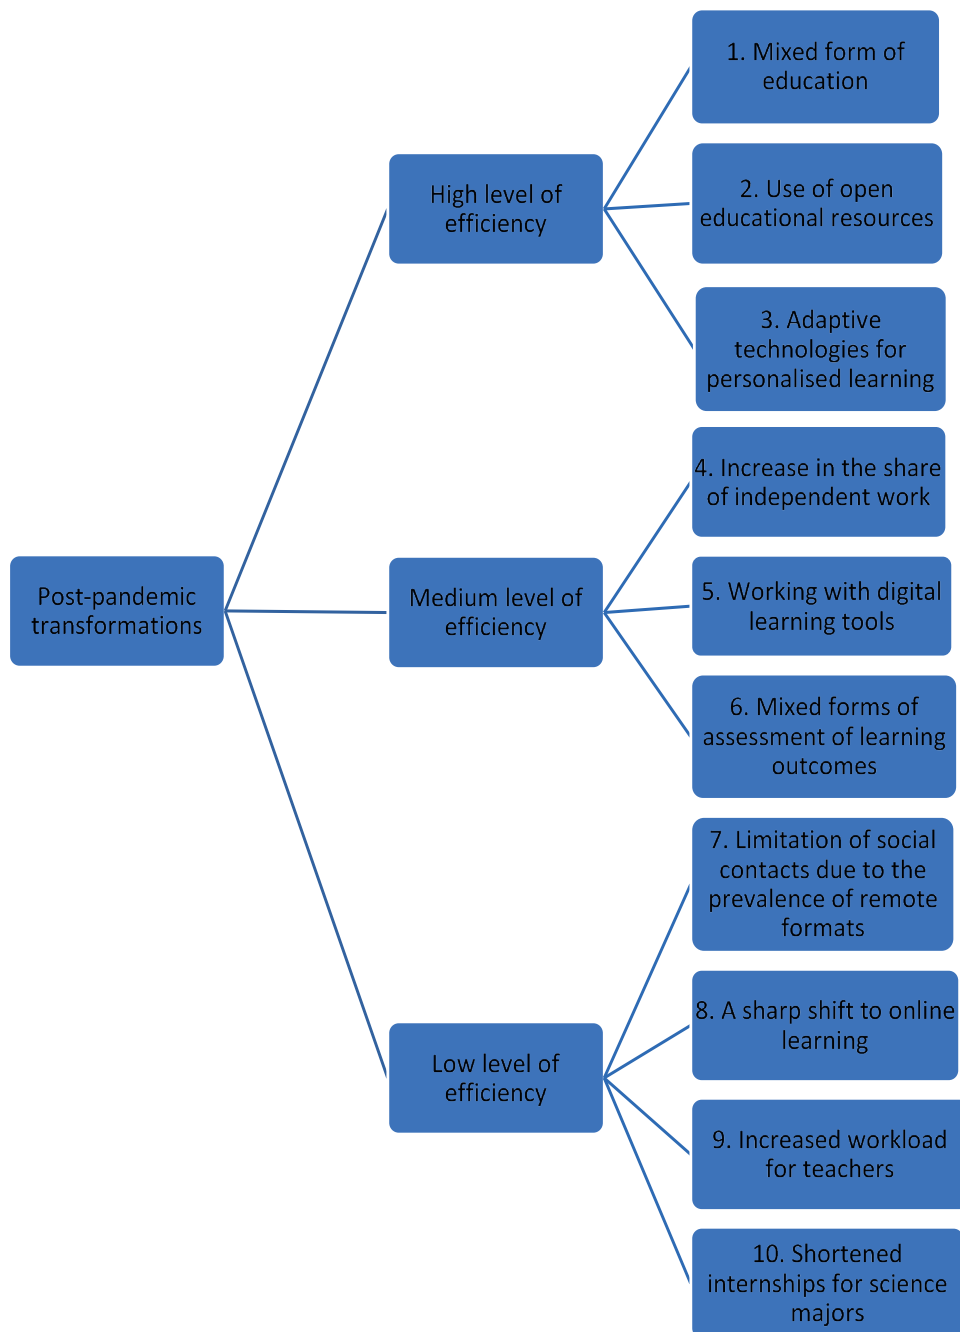 Post-pandemic
transformations
High level of
efficiency
1. Mixed form of
education
2. Use of open
educational resources
3. Adaptive
technologies for
personalised learning
Medium level of
efficiency
4. Increase in the share
of independent work
5. Working with digital
learning tools
6. Mixed forms of
assessment of learning
outcomes
Low level of
efficiency
7. Limitation of social
contacts due to the
prevalence of remote
formats
8. A sharp shift to online
learning
9. Increased workload
for teachers
10. Shortened
internships for science
majors